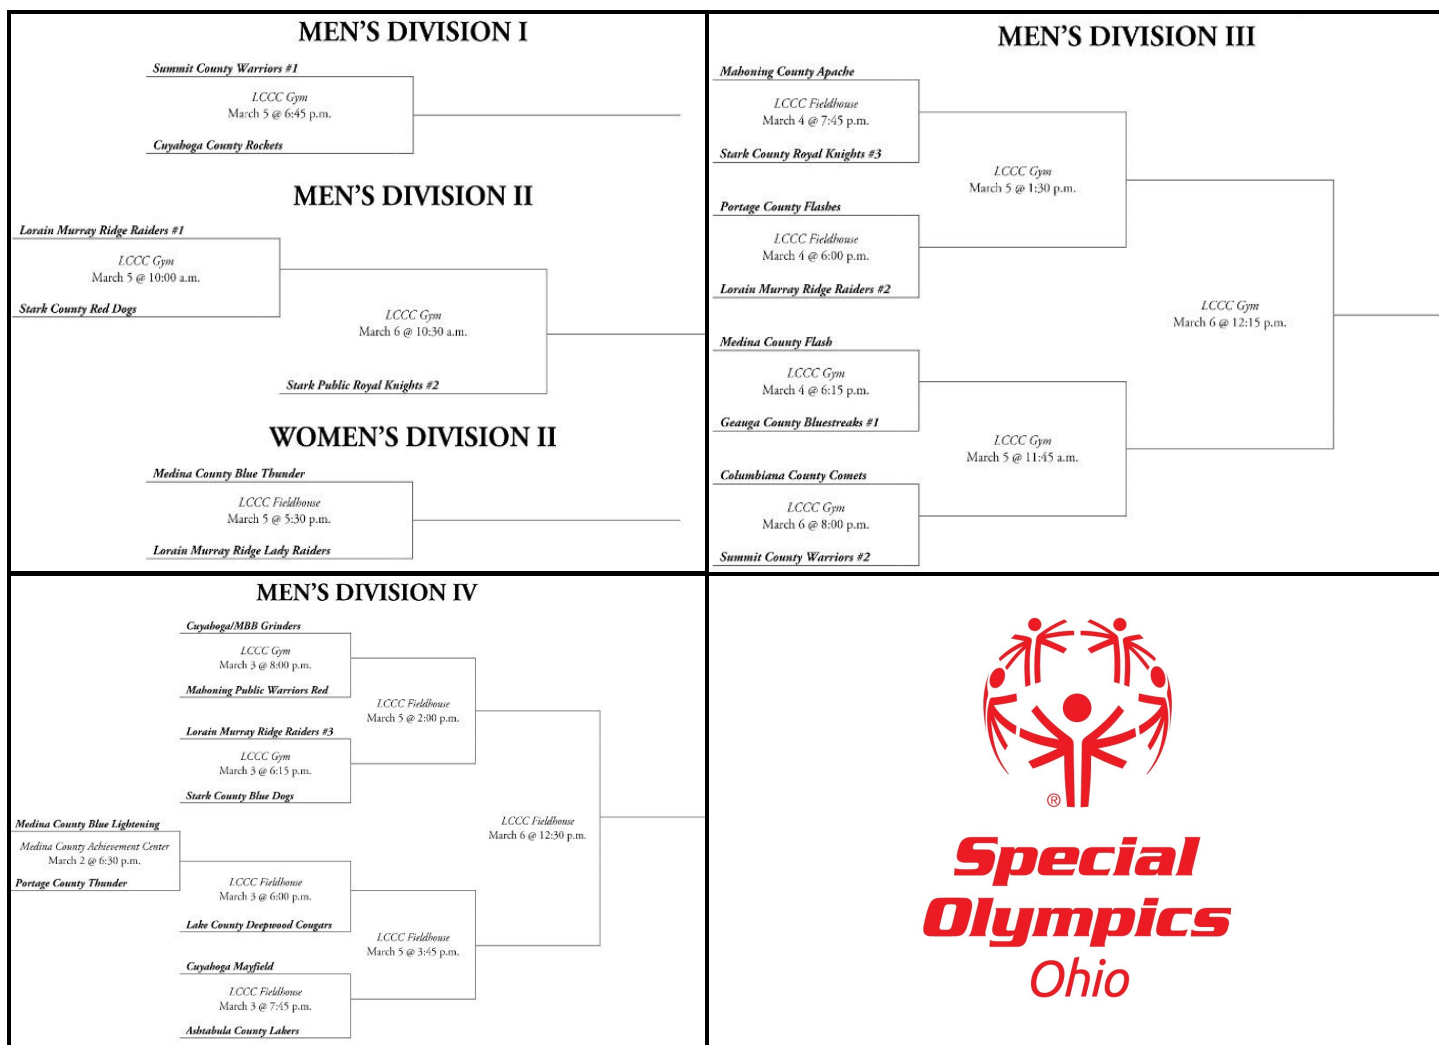 MEN'S DIVISION I
Summit County Warriors #1
LCCC Gym
March 5 @ 6:45 p.m.
Cuyahoga County Rockets
MEN'S DIVISION II
Lorain Murray Ridge Raiders #1
LCCC Gym
March 5 @ 10:00 a.m.
Stark County Red Dogs
LCCC Gym
March 6 @ 10:30 a.m.
Stark Public Royal Knights #2
WOMEN'S DIVISION II
Medina County Blue Thunder
LCCC Fieldhouse
March 5 @ 5:30 p.m.
Lorain Murray Ridge Lady Raiders
MEN'S DIVISION III
Mahoning County Apache
LCCC Fieldhouse
March 4 @ 7:45 p.m.
Stark County Royal Knights #3
LCCC Gym
March 5 @ 1:30 p.m.
Portage County Flashes
LCCC Fieldhouse
March 4 @ 6:00 p.m.
Lorain Murray Ridge Raiders #2
LCCC Gym
March 6 @ 12:15 p.m.
Medina County Flash
LCCC Gym
March 4 @ 6:15 p.m.
Geauga County Bluestreaks #1
LCCC Gym
March 5 @ 11:45 a.m.
Columbiana County Comets
LCCC Gym
March 6 @ 8:00 p.m.
Summit County Warriors #2
MEN'S DIVISION IV
Cuyahoga/MBB Grinders
LCCC Gym
March 3 @ 8:00 p.m.
Mahoning Public Warriors Red
LCCC Fieldhouse
March 5 @ 2:00 p.m.
Lorain Murray Ridge Raiders #3
LCCC Gym
March 3 @ 6:15 p.m.
Stark County Blue Dogs
LCCC Fieldhouse
March 6 @ 12:30 p.m.
Medina County Blue Lightening
Medina County Achievement Center
March 2 @ 6:30 p.m.
Portage County Thunder
LCCC Fieldhouse
March 3 @ 6:00 p.m.
Lake County Deepwood Cougars
LCCC Fieldhouse
March 5 @ 3:45 p.m.
Cuyahoga Mayfield
LCCC Fieldhouse
March 3 @ 7:45 p.m.
Ashtabula County Lakers
®
Special
Olympics
Ohio